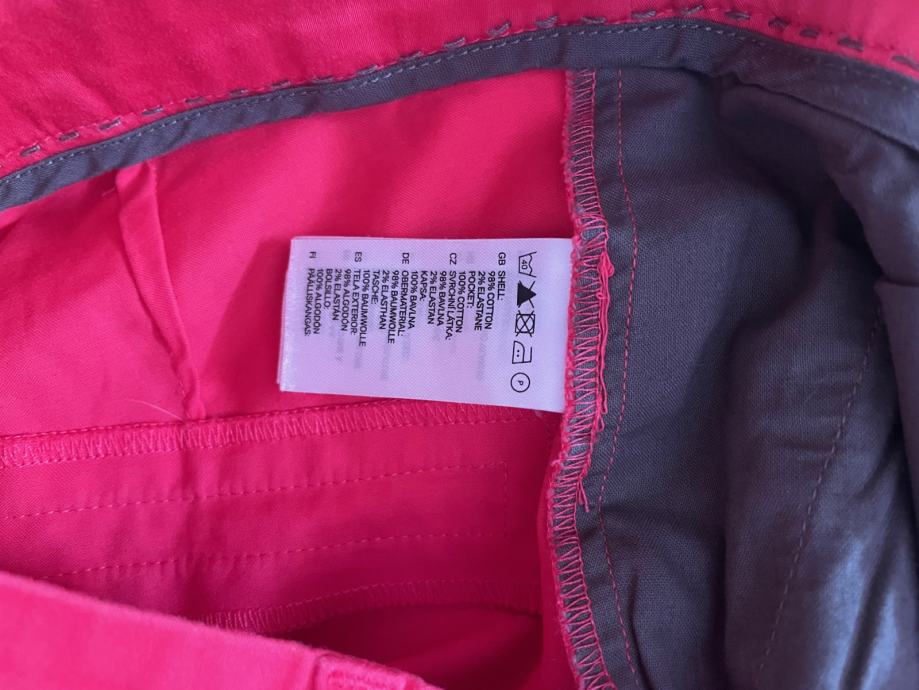 40
P
GB SHELL:
98% COTTON
2% ELASTANE
POCKET:
100% COTTON
CZ SVRCHNÍ LÁTKA:
98% BAVLNA
2% ELASTAN
KAPSA:
100% BAVLNA
DE OBERMATERIAL:
98% BAUMWOLLE
2% ELASTHAN
TASCHE:
100% BAUMWOLLE
ES TELA EXTERIOR:
98% ALGODÓN
2% ELASTÁN
BOLSILLO:
100% ALGODÓN
FI PÄÄLLISKANGAS: